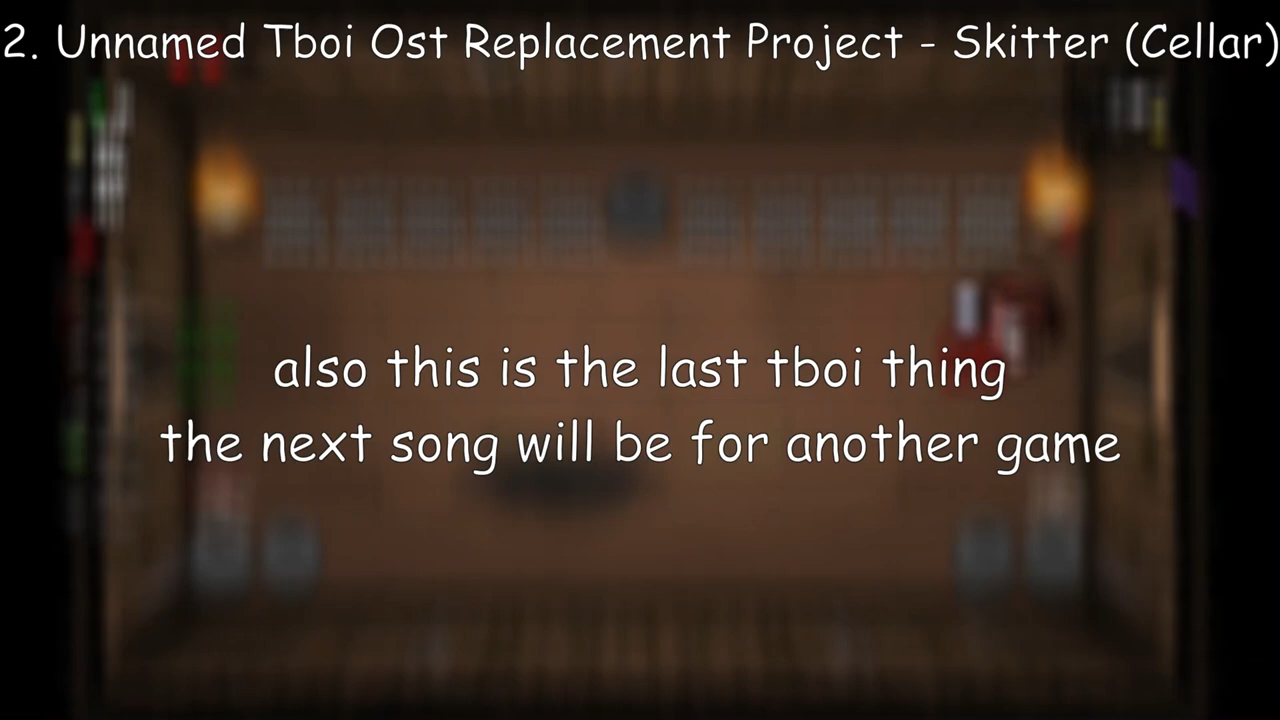 2. Unnamed Tboi Ost Replacement Project - Skitter (Cellar)
also this is the last tboi thing
the next song will be for another game